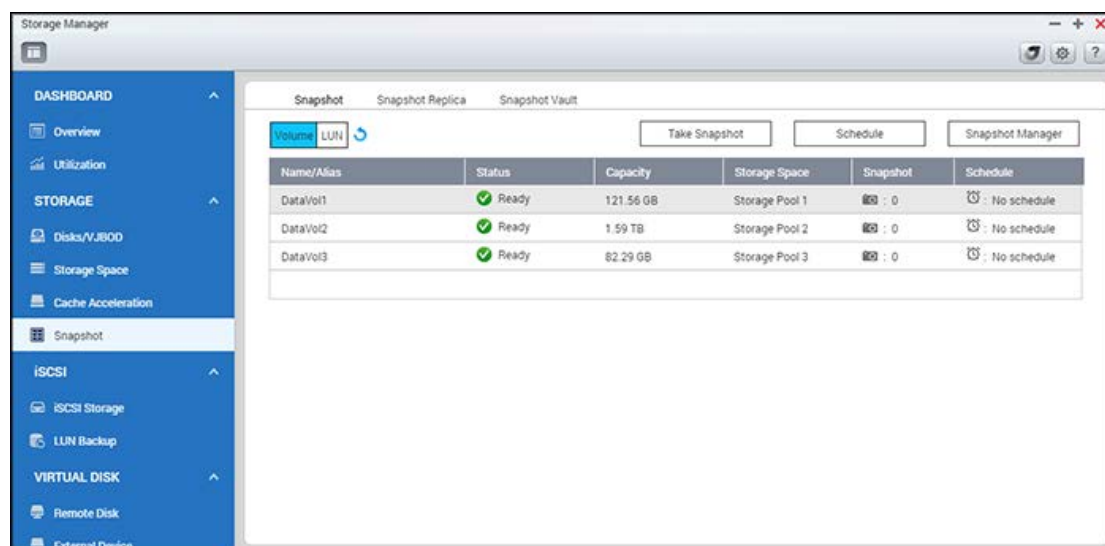 Storage Manager
DASHBOARD
Overview
Utilization
STORAGE
Disks/VJBOD
Storage Space
Cache Acceleration
Snapshot
iSCSI
iSCSI Storage
LUN Backup
VIRTUAL DISK
Remote Disk
External Device
Snapshot Snapshot Replica Snapshot Vault
Volume LUN Take Snapshot Schedule Snapshot Manager
Name/Alias Status Capacity Storage Space Snapshot Schedule
DataVol1 Ready 121.56 GB Storage Pool 1 : 0 : No schedule
DataVol2 Ready 1.59 TB Storage Pool 2 : 0 : No schedule
DataVol3 Ready 82.29 GB Storage Pool 3 : 0 : No schedule